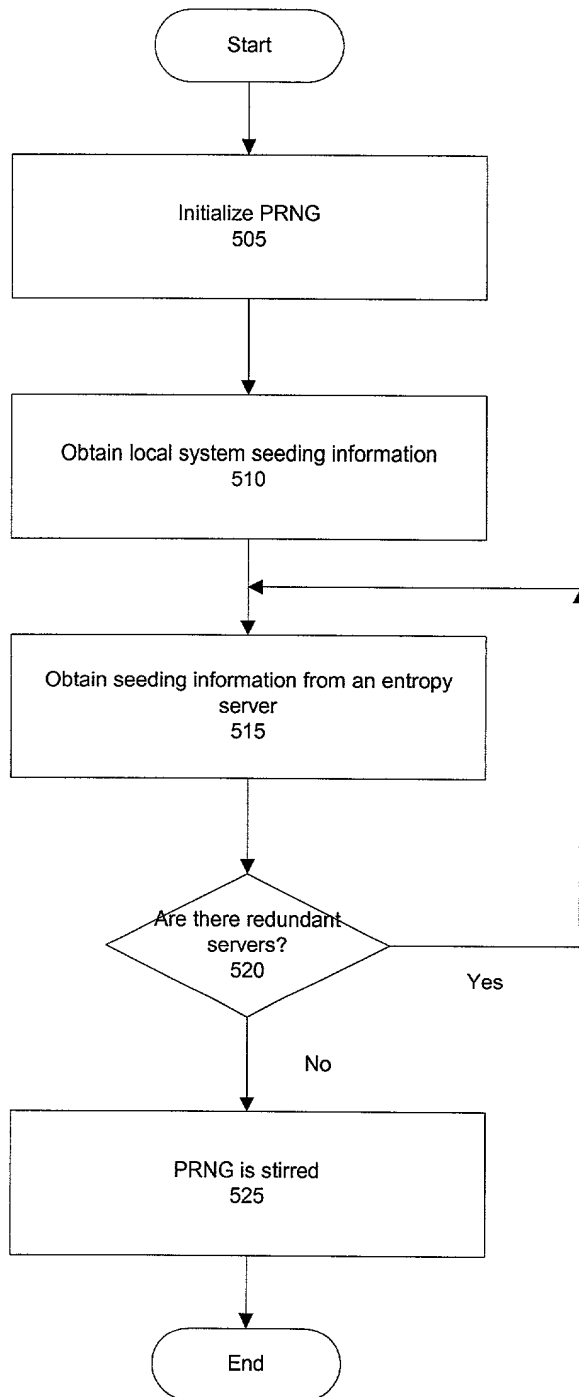 Start
Initialize PRNG
505
Obtain local system seeding information
510
Obtain seeding information from an entropy
server
515
Are there redundant
servers?
520
Yes
No
PRNG is stirred
525
End